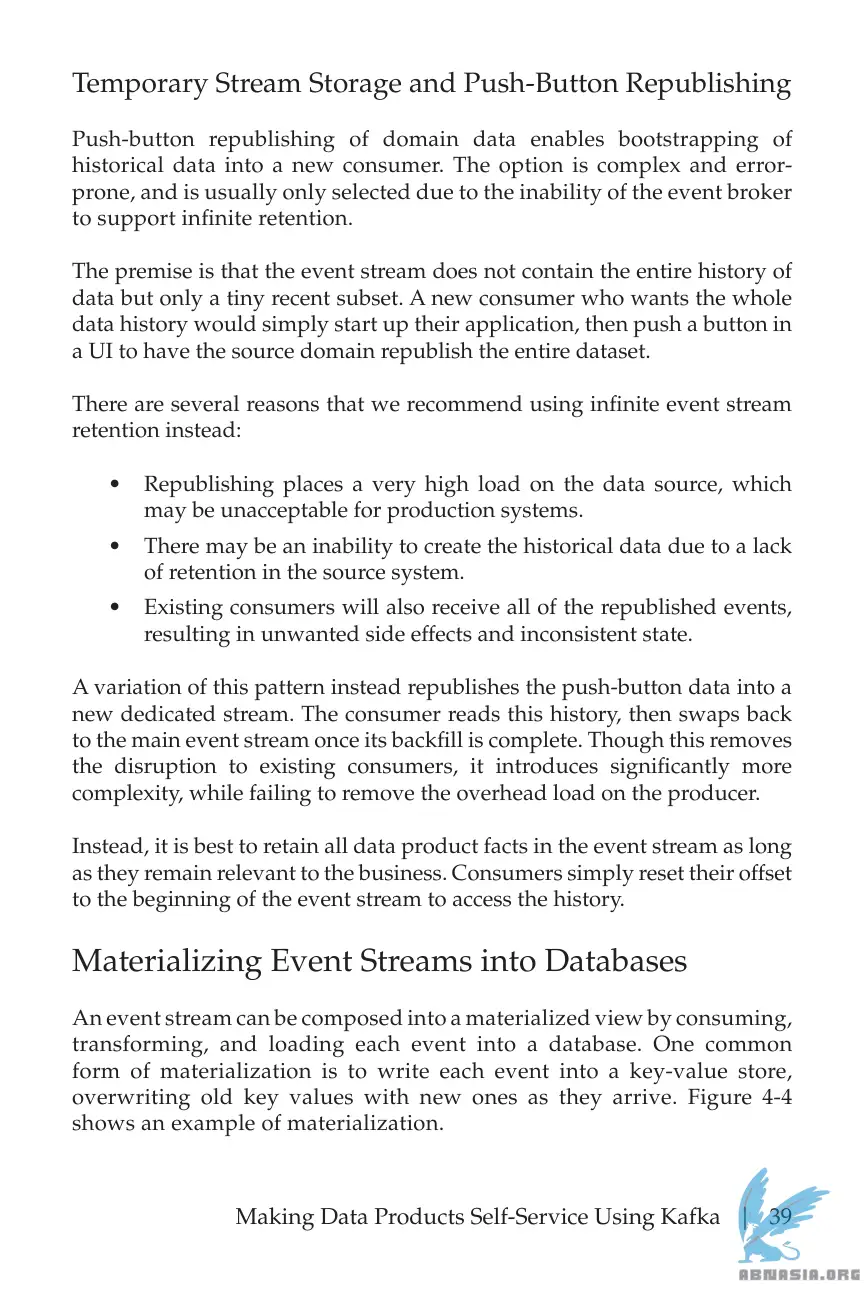 Temporary Stream Storage and Push-Button Republishing
Push-button republishing of domain data enables bootstrapping of
historical data into a new consumer. The option is complex and error-
prone, and is usually only selected due to the inability of the event broker
to support infinite retention.
The premise is that the event stream does not contain the entire history of
data but only a tiny recent subset. A new consumer who wants the whole
data history would simply start up their application, then push a button in
a UI to have the source domain republish the entire dataset.
There are several reasons that we recommend using infinite event stream
retention instead:
• Republishing places a very high load on the data source, which
may be unacceptable for production systems.
• There may be an inability to create the historical data due to a lack
of retention in the source system.
• Existing consumers will also receive all of the republished events,
resulting in unwanted side effects and inconsistent state.
A variation of this pattern instead republishes the push-button data into a
new dedicated stream. The consumer reads this history, then swaps back
to the main event stream once its backfill is complete. Though this removes
the disruption to existing consumers, it introduces significantly more
complexity, while failing to remove the overhead load on the producer.
Instead, it is best to retain all data product facts in the event stream as long
as they remain relevant to the business. Consumers simply reset their offset
to the beginning of the event stream to access the history.
Materializing Event Streams into Databases
An event stream can be composed into a materialized view by consuming,
transforming, and loading each event into a database. One common
form of materialization is to write each event into a key-value store,
overwriting old key values with new ones as they arrive. Figure 4-4
shows an example of materialization.
Making Data Products Self-Service Using Kafka | 39
ABNASIA.ORG